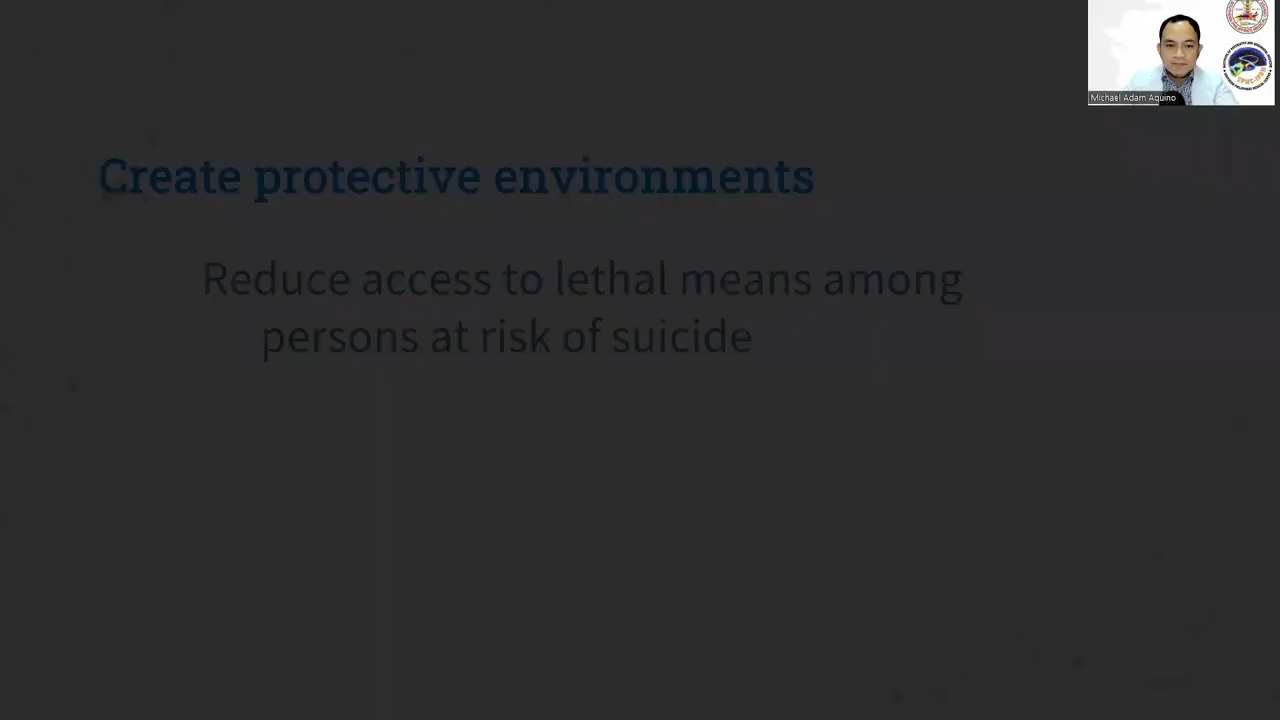 Create protective environments
Reduce access to lethal means among
persons at risk of suicide
Michael Adam Aquino